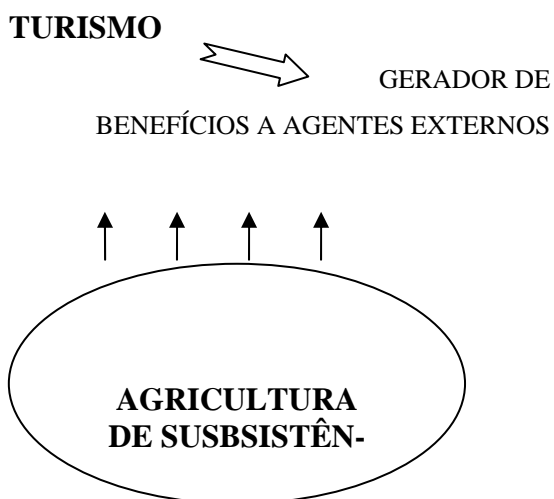 TURISMO
GERADOR DE
BENEFÍCIOS A AGENTES EXTERNOS
AGRICULTURA
DE SUSBSISTÊN-